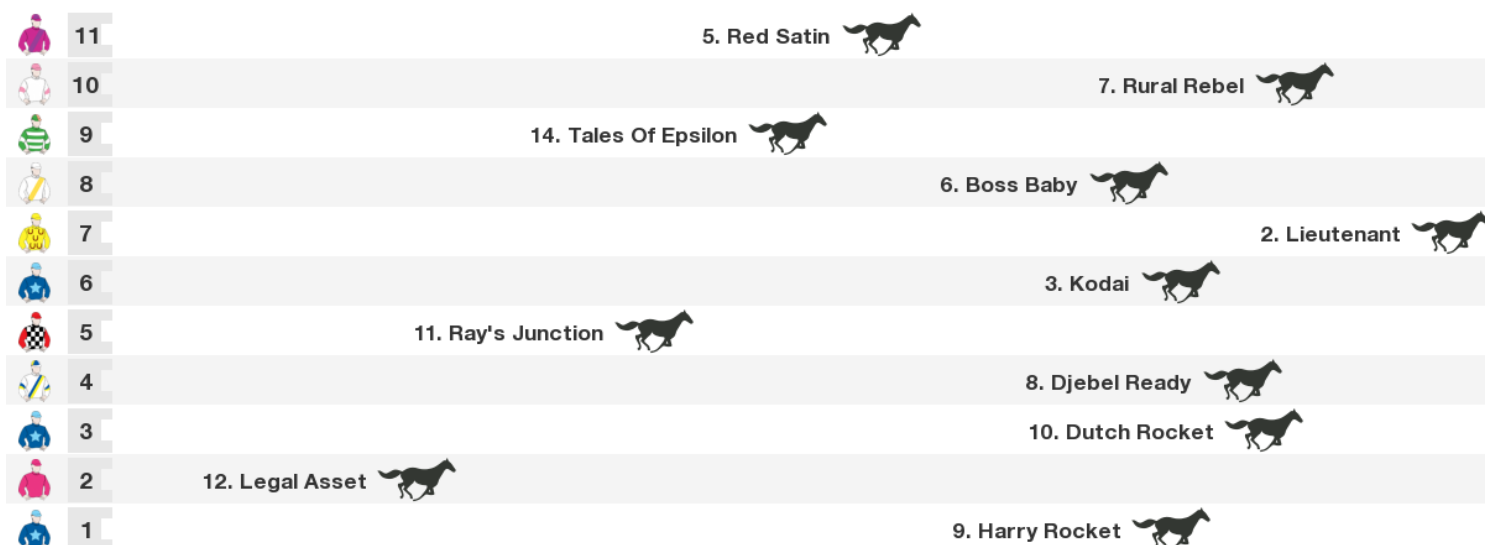 11 5. Red Satin
10 7. Rural Rebel
9 14. Tales Of Epsilon
8 6. Boss Baby
7 2. Lieutenant
6 3. Kodai
5 11. Ray's Junction
4 8. Djebel Ready
3 10. Dutch Rocket
2 12. Legal Asset
1 9. Harry Rocket